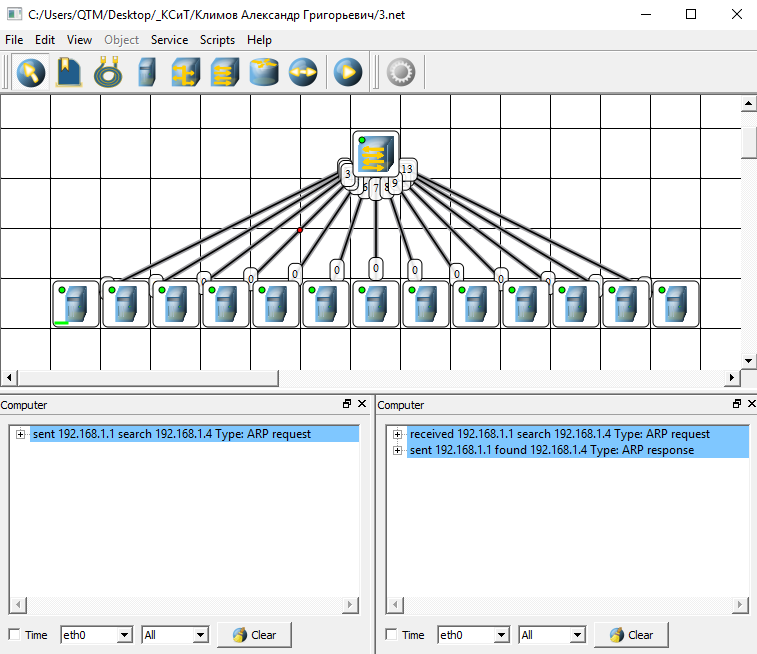 C:/Users/QTM/Desktop/_КСиТ/Климов Александр Григорьевич/3.net
File Edit View Object Service Scripts Help
3 7 8 9 13
0 0 0 0 0 0 0 0
Computer
sent 192.168.1.1 search 192.168.1.4 Type: ARP request
Time eth0 All Clear
Computer
received 192.168.1.1 search 192.168.1.4 Type: ARP request
sent 192.168.1.1 found 192.168.1.4 Type: ARP response
Time eth0 All Clear